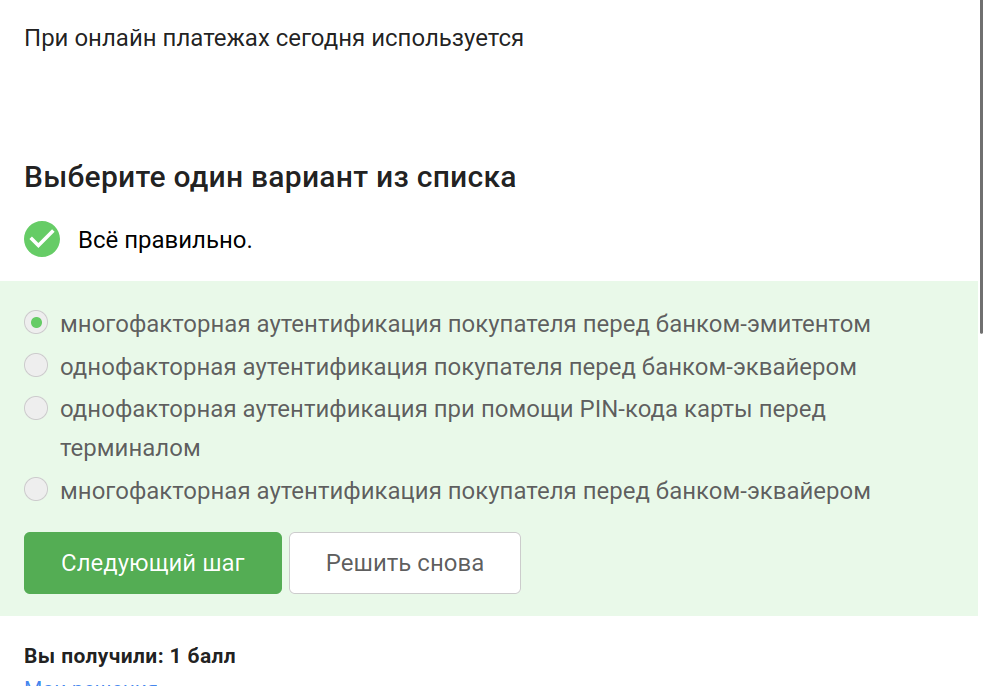 При онлайн платежах сегодня используется
Выберите один вариант из списка
Всё правильно.
многофакторная аутентификация покупателя перед банком-эмитентом
однофакторная аутентификация покупателя перед банком-эквайером
однофакторная аутентификация при помощи PIN-кода карты перед
терминалом
многофакторная аутентификация покупателя перед банком-эквайером
Следующий шаг
Решить снова
Вы получили: 1 балл